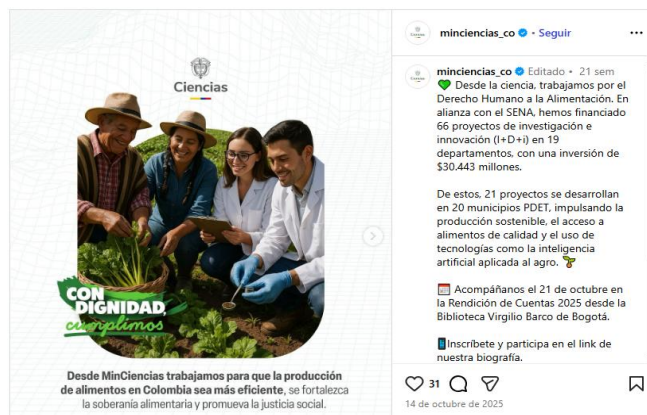 Ciencias
CON
DIGNIDAD,
cumplimos
Desde MinCiencias trabajamos para que la producción
de alimentos en Colombia sea más eficiente, se fortalezca
la soberanía alimentaria y promueva la justicia social.
minciencias_co • Seguir
minciencias_co Editado • 21 sem
💚 Desde la ciencia, trabajamos por el
Derecho Humano a la Alimentación. En
alianza con el SENA, hemos financiado
66 proyectos de investigación e
innovación (I+D+i) en 19
departamentos, con una inversión de
$30.443 millones.
De estos, 21 proyectos se desarrollan
en 20 municipios PDET, impulsando la
producción sostenible, el acceso a
alimentos de calidad y el uso de
tecnologías como la inteligencia
artificial aplicada al agro. 🌱
📅 Acompáñanos el 21 de octubre en
la Rendición de Cuentas 2025 desde la
Biblioteca Virgilio Barco de Bogotá.
📲Inscríbete y participa en el link de
nuestra biografía.
31
14 de octubre de 2025